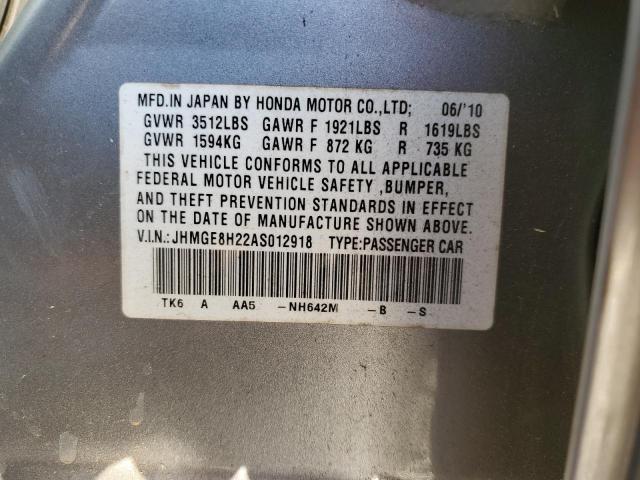 MFD.IN JAPAN BY HONDA MOTOR CO.,LTD; 06/'10
GVWR 3512LBS GAWR F 1921LBS R 1619LBS
GVWR 1594KG GAWR F 872 KG R 735 KG
THIS VEHICLE CONFORMS TO ALL APPLICABLE
FEDERAL MOTOR VEHICLE SAFETY ,BUMPER,
AND THEFT PREVENTION STANDARDS IN EFFECT
ON THE DATE OF MANUFACTURE SHOWN ABOVE.
V.I.N.:JHMGE8H22AS012918 TYPE:PASSENGER CAR
TK6 A AA5 -NH642M -B -S